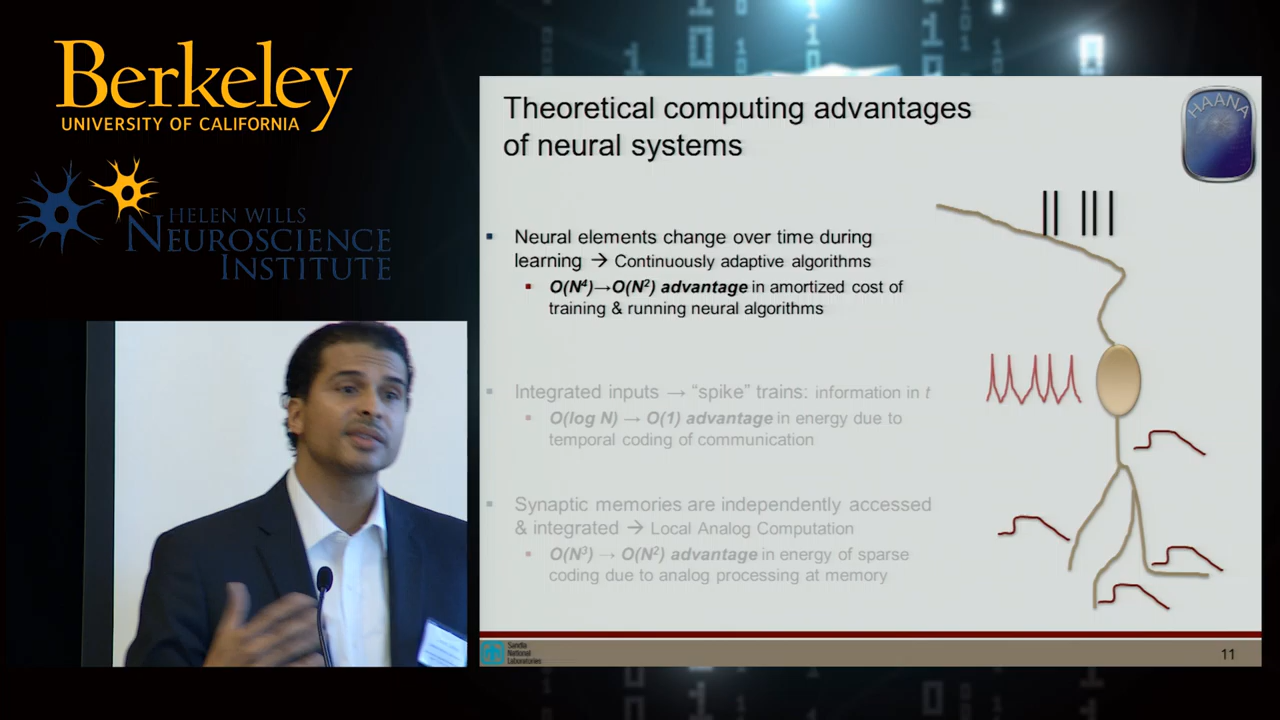 Berkeley
UNIVERSITY OF CALIFORNIA
HELEN WILLS
NEUROSCIENCE
INSTITUTE
Theoretical computing advantages
of neural systems
HAANA
▪ Neural elements change over time during
learning → Continuously adaptive algorithms
▪ O(N⁴)→O(N²) advantage in amortized cost of
training & running neural algorithms
▪ Integrated inputs → “spike” trains: information in t
▪ O(log N) → O(1) advantage in energy due to
temporal coding of communication
▪ Synaptic memories are independently accessed
& integrated → Local Analog Computation
▪ O(N³) → O(N²) advantage in energy of sparse
coding due to analog processing at memory
Sandia
National
Laboratories
11